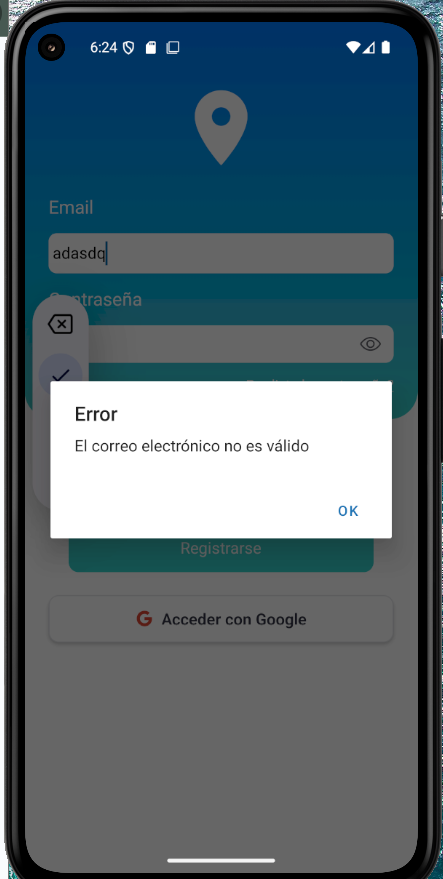 6:24
Email
adasdq
Contraseña
Error
El correo electrónico no es válido
OK
Registrarse
G Acceder con Google